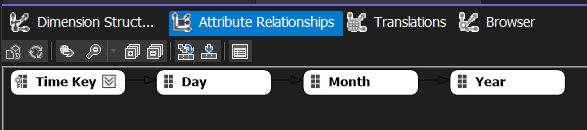 Dimension Struct... Attribute Relationships Translations Browser
Time Key Day Month Year